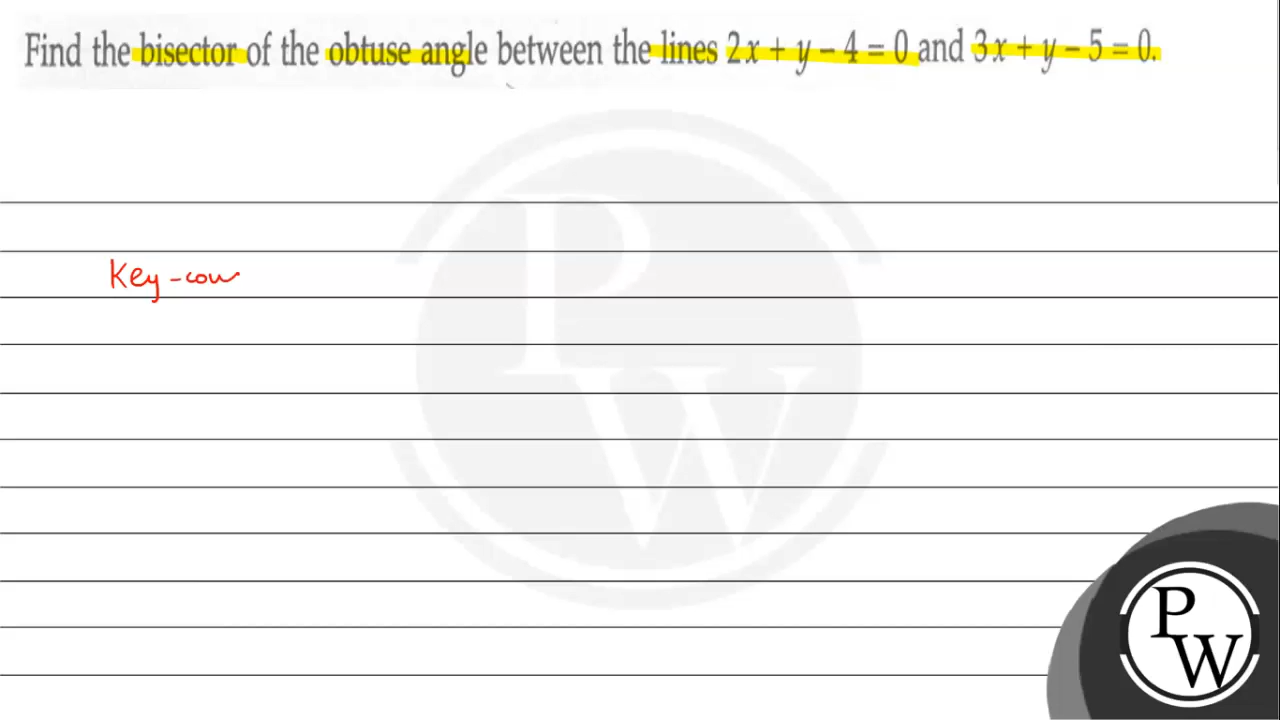 Find the bisector of the obtuse angle between the lines 2x + y − 4 = 0 and 3x + y − 5 = 0.
Key - con
P
W
P
W